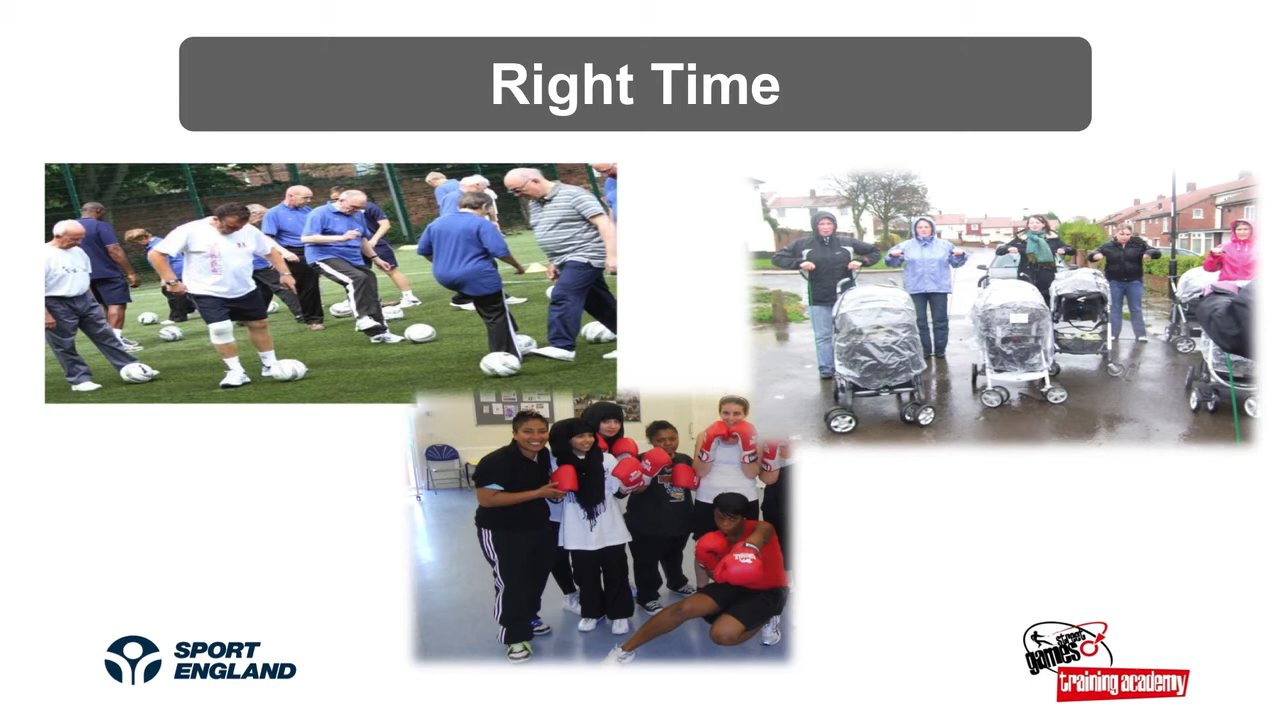 Right Time
SPORT
ENGLAND
street
games
training academy